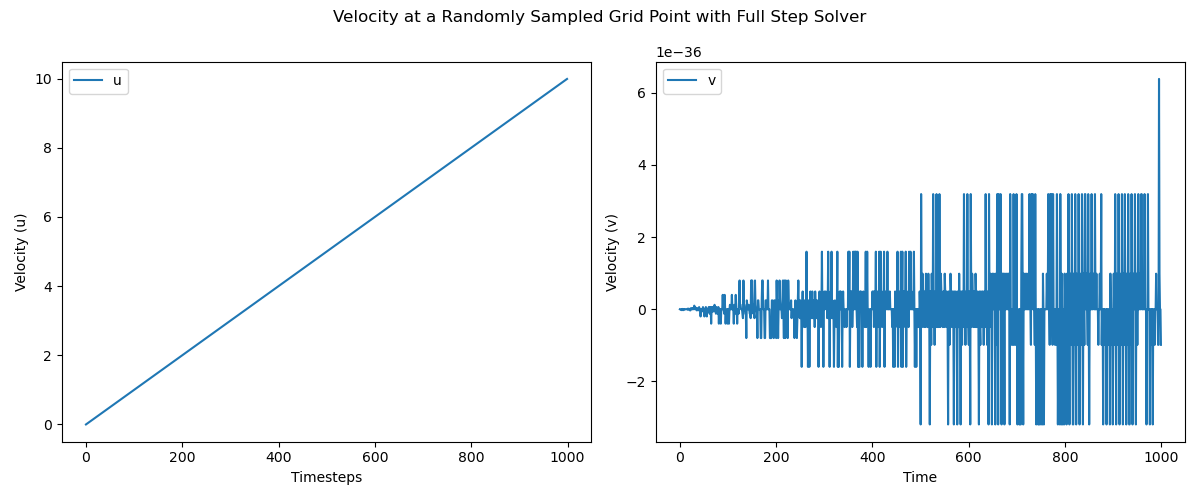 Velocity at a Randomly Sampled Grid Point with Full Step Solver
u
10
8
6
4
2
0
Velocity (u)
0 200 400 600 800 1000
Timesteps
1e−36
v
6
4
2
0
−2
Velocity (v)
0 200 400 600 800 1000
Time